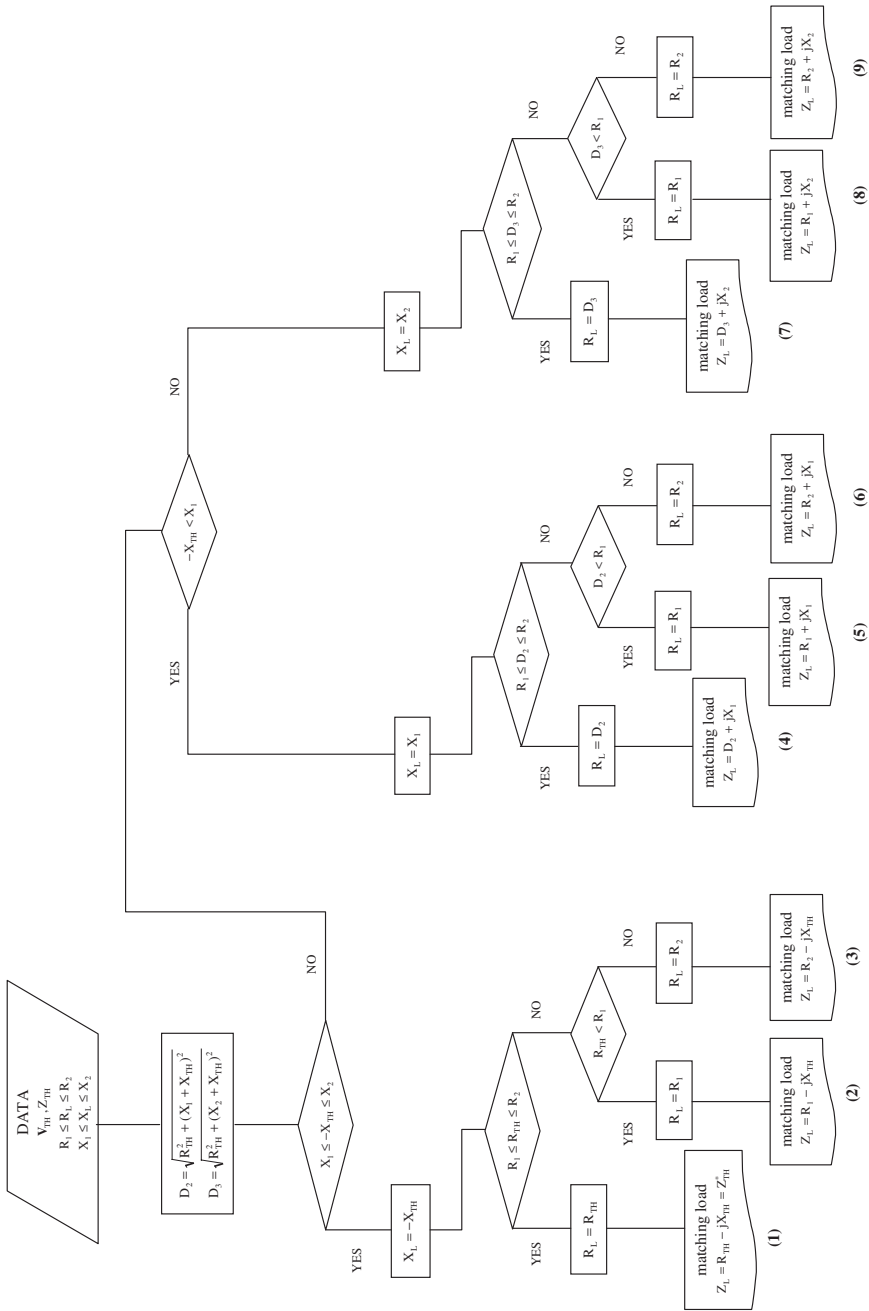 DATA
V_TH , Z_TH
R_1 ≤ R_L ≤ R_2
X_1 ≤ X_L ≤ X_2
D_2 = √(R_TH^2 + (X_1 + X_TH)^2)
D_3 = √(R_TH^2 + (X_2 + X_TH)^2)
X_1 ≤ −X_TH ≤ X_2
YES
NO
X_L = −X_TH
R_1 ≤ R_TH ≤ R_2
YES
NO
R_L = R_TH
R_TH < R_1
YES
NO
R_L = R_1
R_L = R_2
matching load
Z_L = R_TH − jX_TH = Z*_TH
(1)
matching load
Z_L = R_1 − jX_TH
(2)
matching load
Z_L = R_2 − jX_TH
(3)
−X_TH < X_1
YES
NO
X_L = X_1
R_1 ≤ D_2 ≤ R_2
YES
NO
R_L = D_2
D_2 < R_1
YES
NO
R_L = R_1
R_L = R_2
matching load
Z_L = D_2 + jX_1
(4)
matching load
Z_L = R_1 + jX_1
(5)
matching load
Z_L = R_2 + jX_1
(6)
X_L = X_2
R_1 ≤ D_3 ≤ R_2
YES
NO
R_L = D_3
D_3 < R_1
YES
NO
R_L = R_1
R_L = R_2
matching load
Z_L = D_3 + jX_2
(7)
matching load
Z_L = R_1 + jX_2
(8)
matching load
Z_L = R_2 + jX_2
(9)